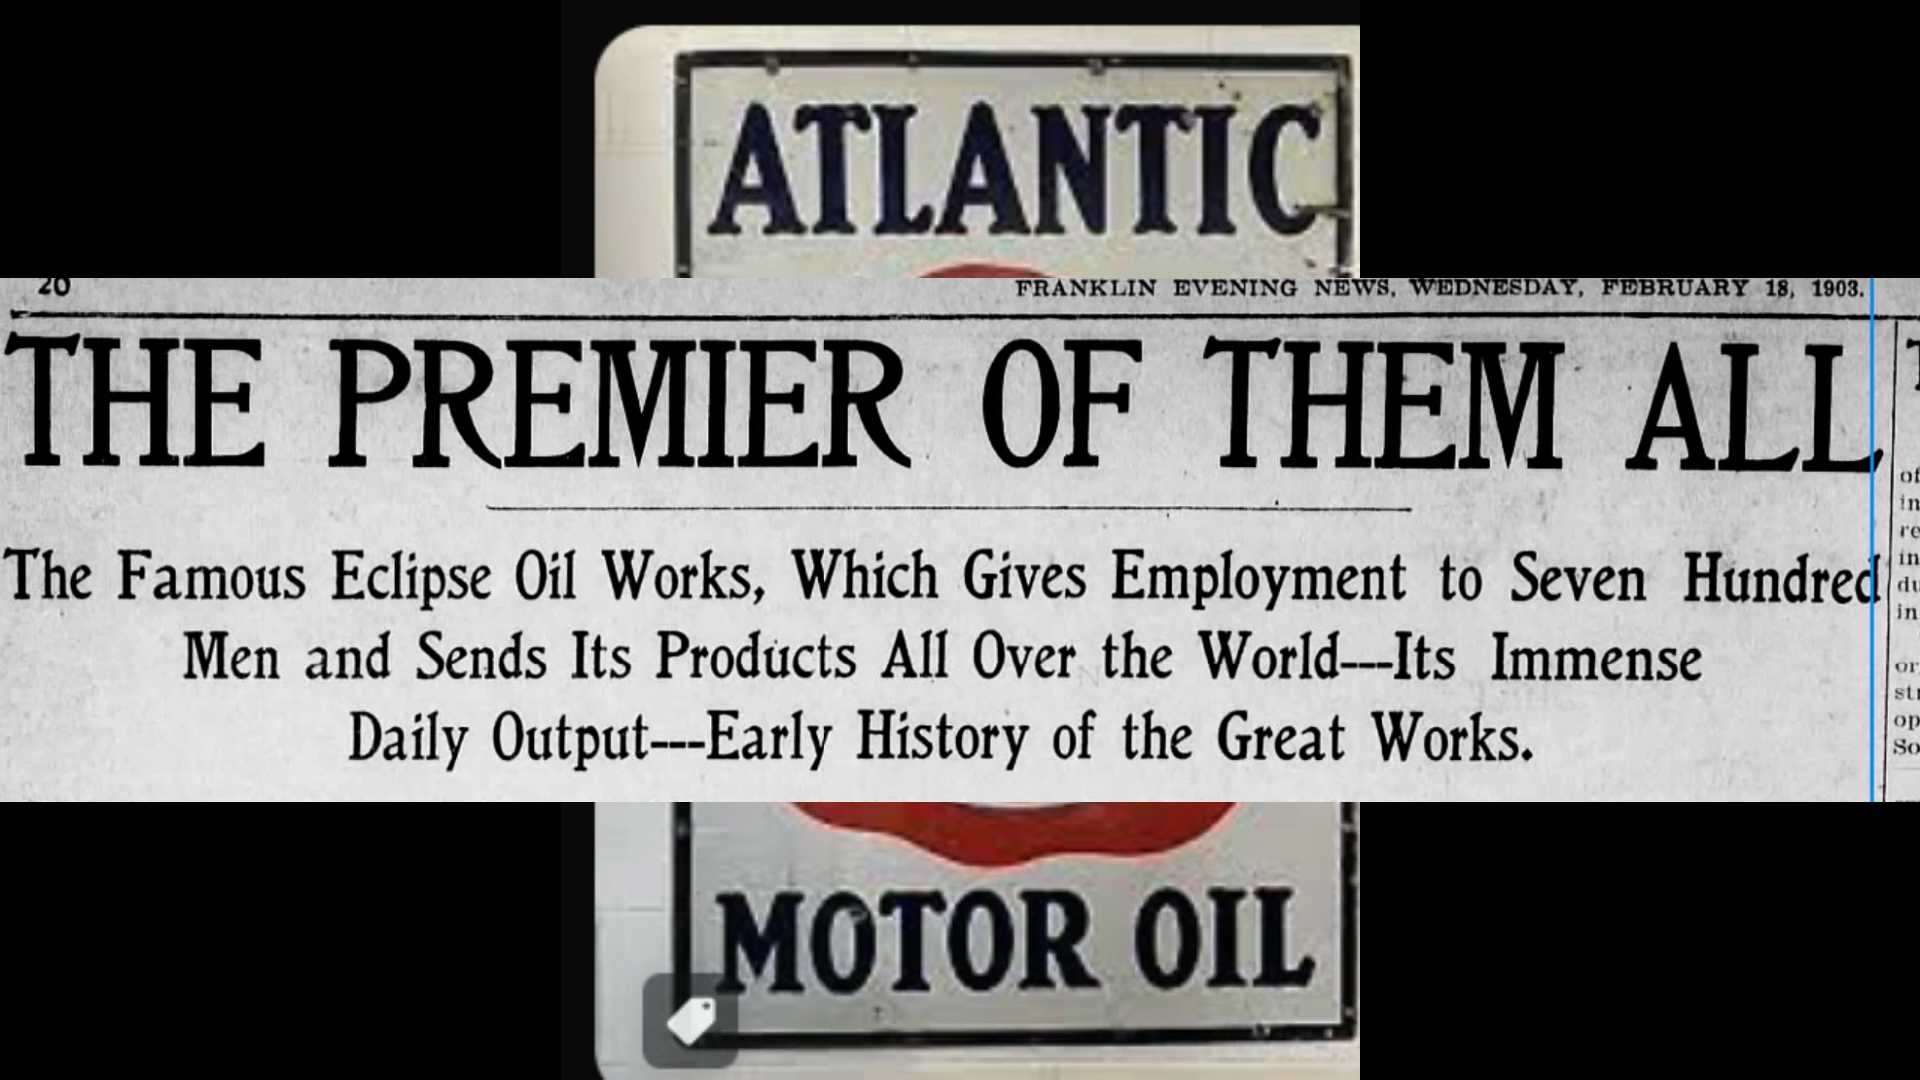 ATLANTIC
20
FRANKLIN EVENING NEWS, WEDNESDAY, FEBRUARY 18, 1903.
THE PREMIER OF THEM ALL
The Famous Eclipse Oil Works, Which Gives Employment to Seven Hundred
Men and Sends Its Products All Over the World---Its Immense
Daily Output---Early History of the Great Works.
MOTOR OIL